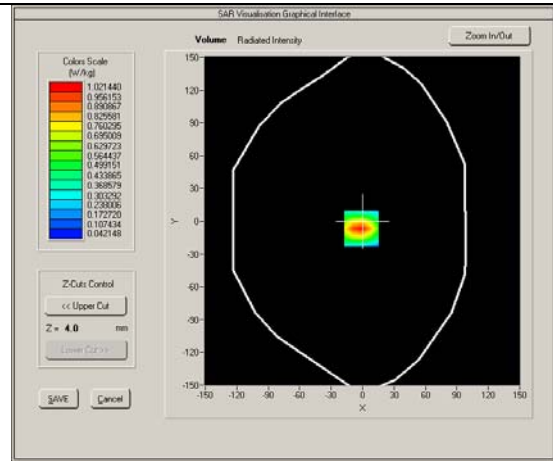 SAR Visualisation Graphical Interface
Volume Radiated Intensity
Zoom In/Out
Colors Scale
(W/kg)
1.021440
0.956153
0.890867
0.825581
0.760295
0.695009
0.629723
0.564437
0.499151
0.433865
0.368579
0.303292
0.238006
0.172720
0.107434
0.042148
Z-Cuts Control
<< Upper Cut
Z = 4.0 mm
Lower Cut >>
SAVE Cancel
150-
120-
90-
60-
30-
Y 0-
-30-
-60-
-90-
-120-
-150-
-150 -120 -90 -60 -30 0 30 60 90 120 150
X